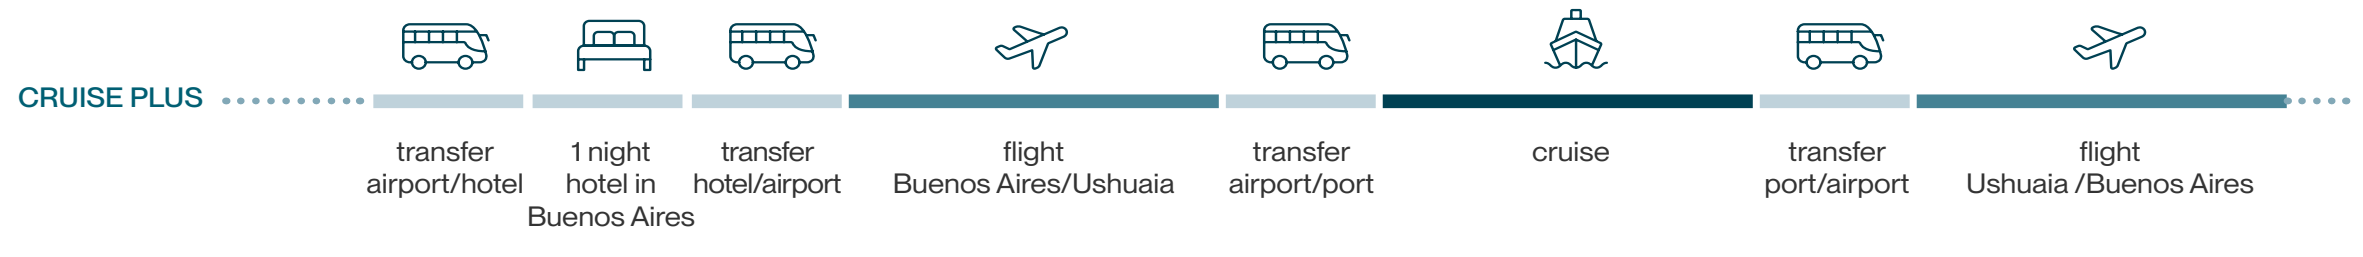 CRUISE PLUS
transfer
airport/hotel
1 night
hotel in
Buenos Aires
transfer
hotel/airport
flight
Buenos Aires/Ushuaia
transfer
airport/port
cruise
transfer
port/airport
flight
Ushuaia /Buenos Aires